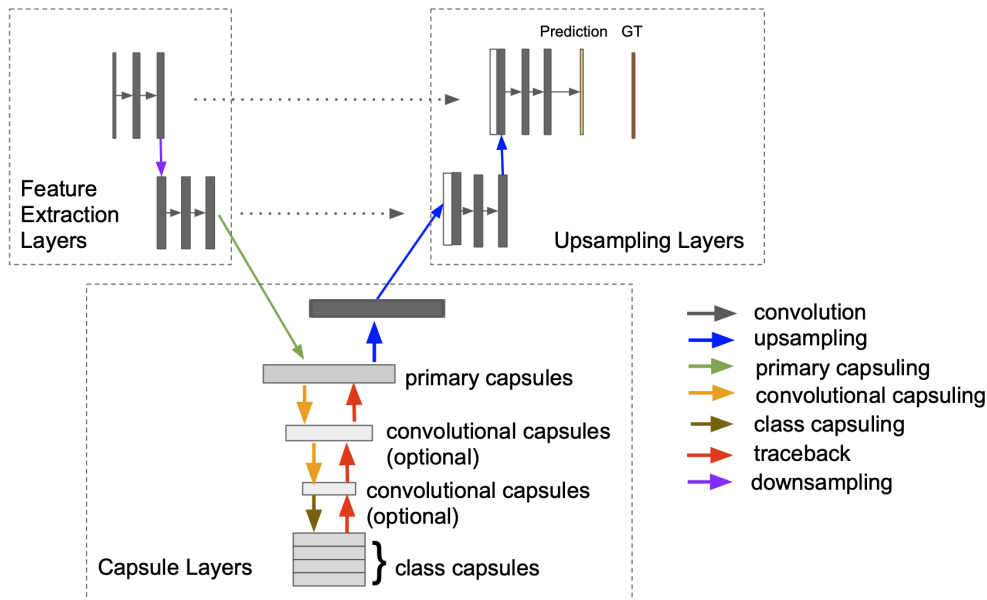 Prediction GT
Feature
Extraction
Layers
Upsampling Layers
convolution
upsampling
primary capsuling
convolutional capsuling
class capsuling
traceback
downsampling
primary capsules
convolutional capsules
(optional)
convolutional capsules
(optional)
Capsule Layers
class capsules